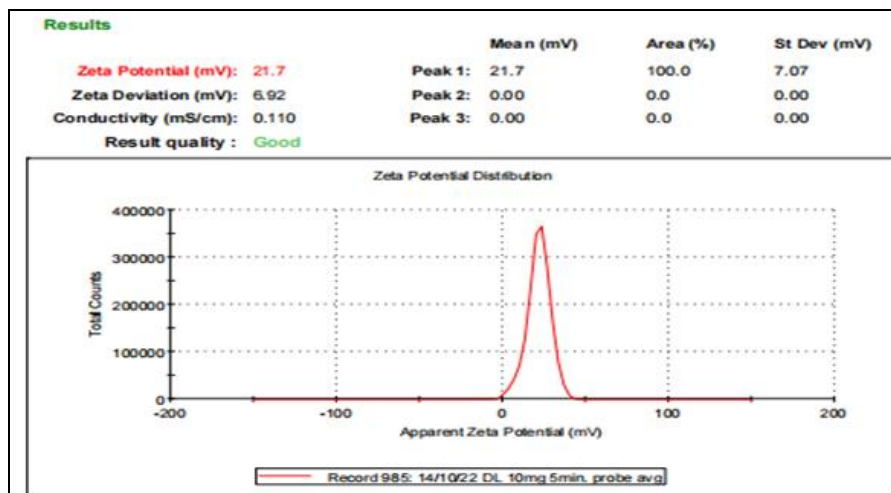 Results
Mean (mV) Area (%) St Dev (mV)
Zeta Potential (mV): 21.7 Peak 1: 21.7 100.0 7.07
Zeta Deviation (mV): 6.92 Peak 2: 0.00 0.0 0.00
Conductivity (mS/cm): 0.110 Peak 3: 0.00 0.0 0.00
Result quality : Good
Zeta Potential Distribution
400000
300000
Total Counts
200000
100000
0
-200 -100 0 100 200
Apparent Zeta Potential (mV)
Record 985: 14/10/22 DL 10mg 5min. probe avg